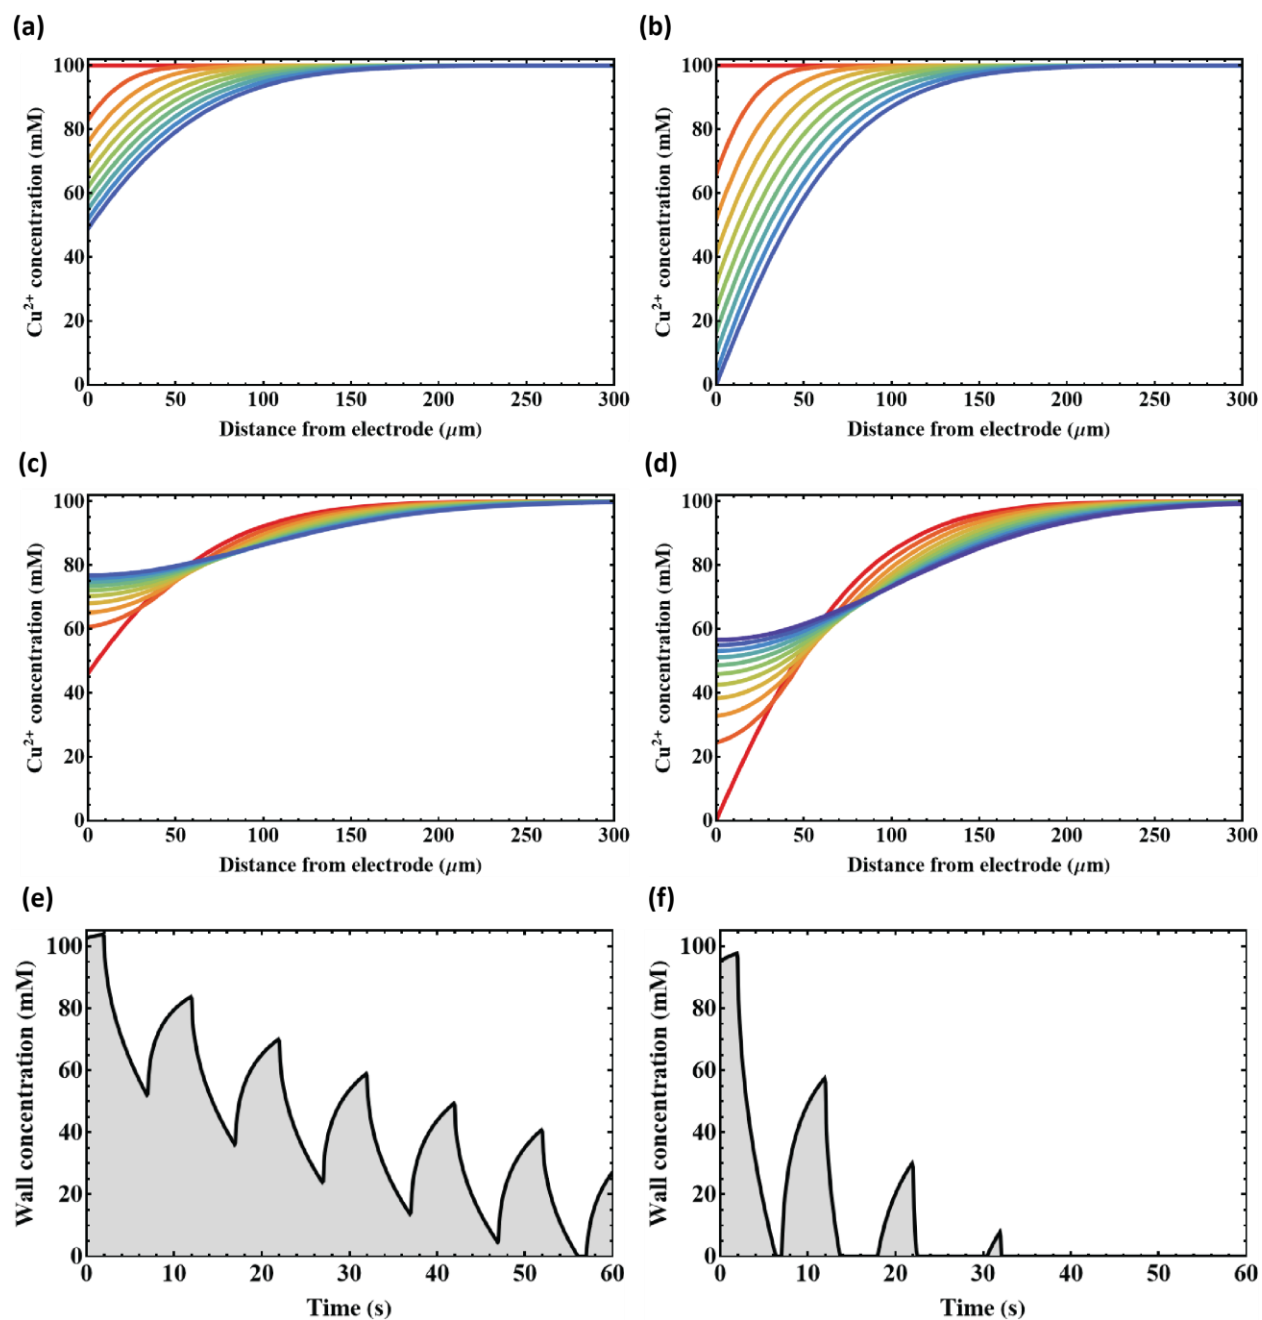 (a)
(b)
100
80
60
40
20
0
Cu²⁺ concentration (mM)
0 50 100 150 200 250 300
Distance from electrode (μm)
100
80
60
40
20
0
Cu²⁺ concentration (mM)
0 50 100 150 200 250 300
Distance from electrode (μm)
(c)
(d)
100
80
60
40
20
0
Cu²⁺ concentration (mM)
0 50 100 150 200 250 300
Distance from electrode (μm)
100
80
60
40
20
0
Cu²⁺ concentration (mM)
0 50 100 150 200 250 300
Distance from electrode (μm)
(e)
(f)
100
80
60
40
20
0
Wall concentration (mM)
0 10 20 30 40 50 60
Time (s)
100
80
60
40
20
0
Wall concentration (mM)
0 10 20 30 40 50 60
Time (s)